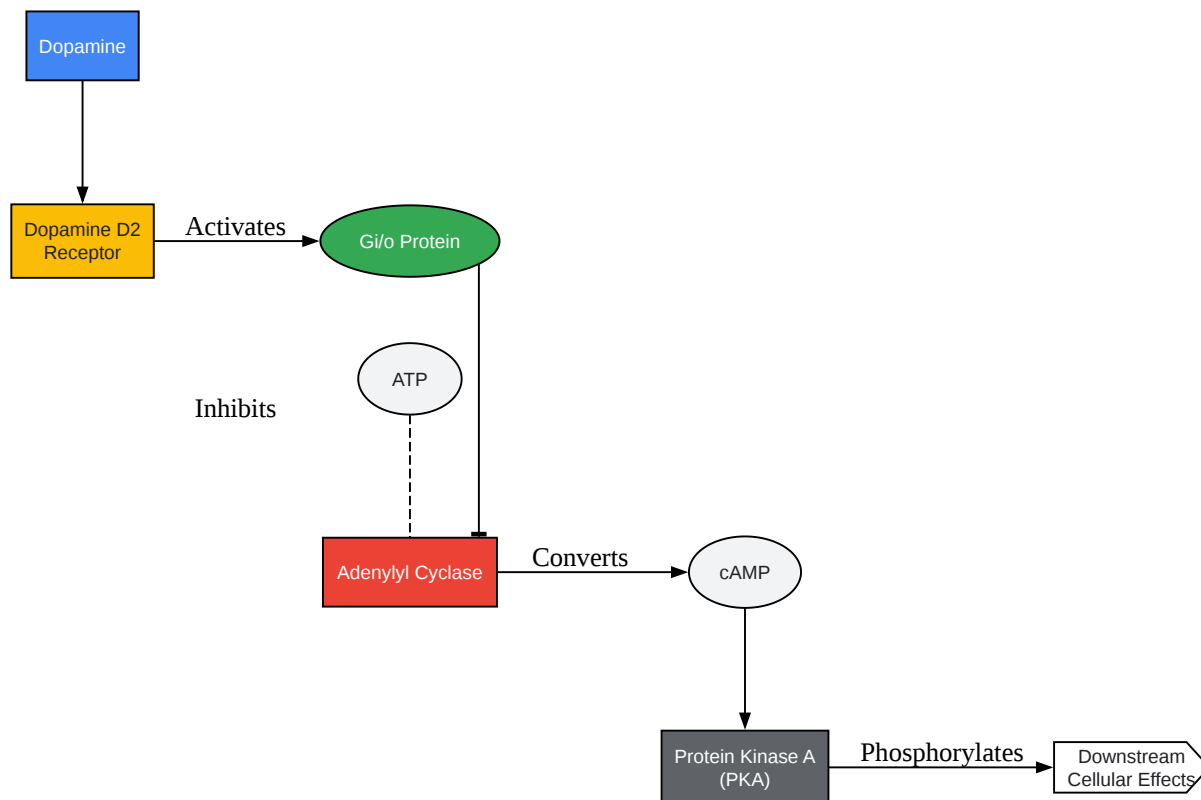 Dopamine
Dopamine D2
Receptor
Activates
Gi/o Protein
ATP
Inhibits
Adenylyl Cyclase
Converts
cAMP
Protein Kinase A
(PKA)
Phosphorylates
Downstream
Cellular Effects